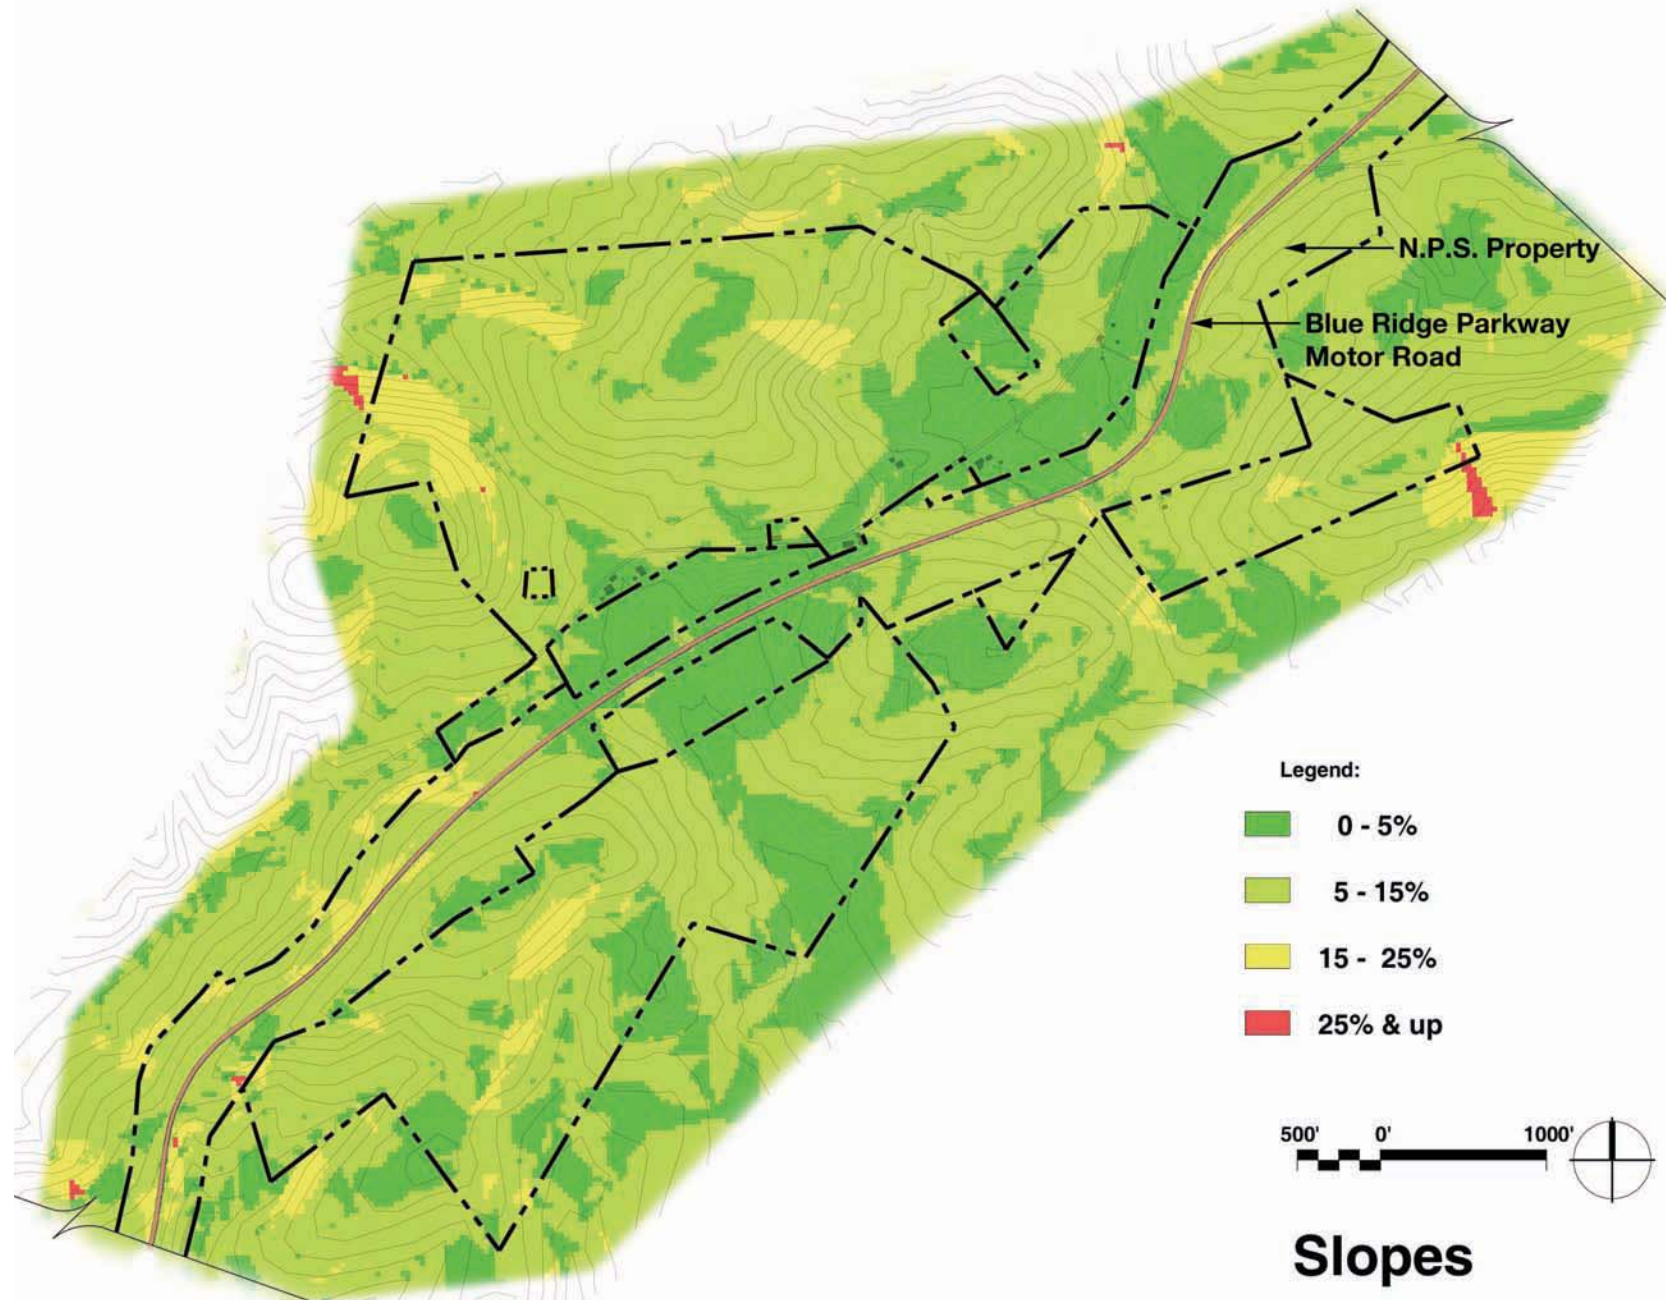 N.P.S. Property
Blue Ridge Parkway
Motor Road
Legend:
0 - 5%
5 - 15%
15 - 25%
25% & up
500' 0' 1000'
Slopes